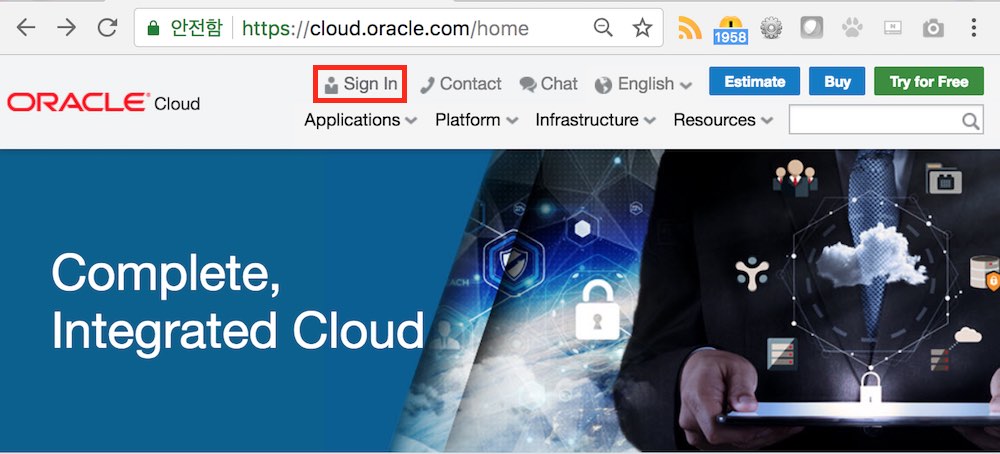 안전함 https://cloud.oracle.com/home
1958
ORACLE Cloud
Sign In Contact Chat English Estimate Buy Try for Free
Applications Platform Infrastructure Resources
Complete,
Integrated Cloud